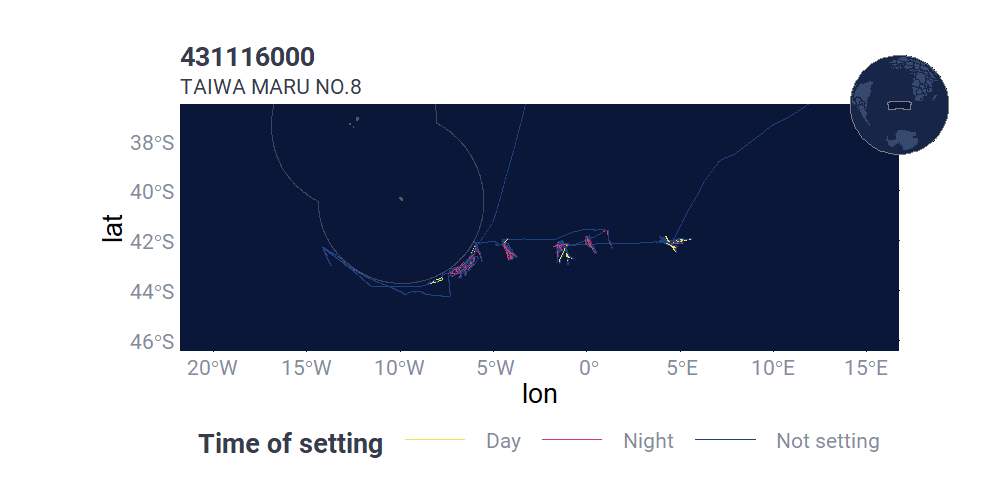 431116000
TAIWA MARU NO.8
lat
38°S
40°S
42°S
44°S
46°S
20°W 15°W 10°W 5°W 0° 5°E 10°E 15°E
lon
Time of setting Day Night Not setting